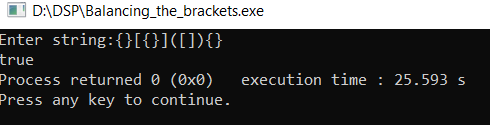 D:\DSP\Balancing_the_brackets.exe
Enter string:{}[{}]([]){}
true
Process returned 0 (0x0)   execution time : 25.593 s
Press any key to continue.